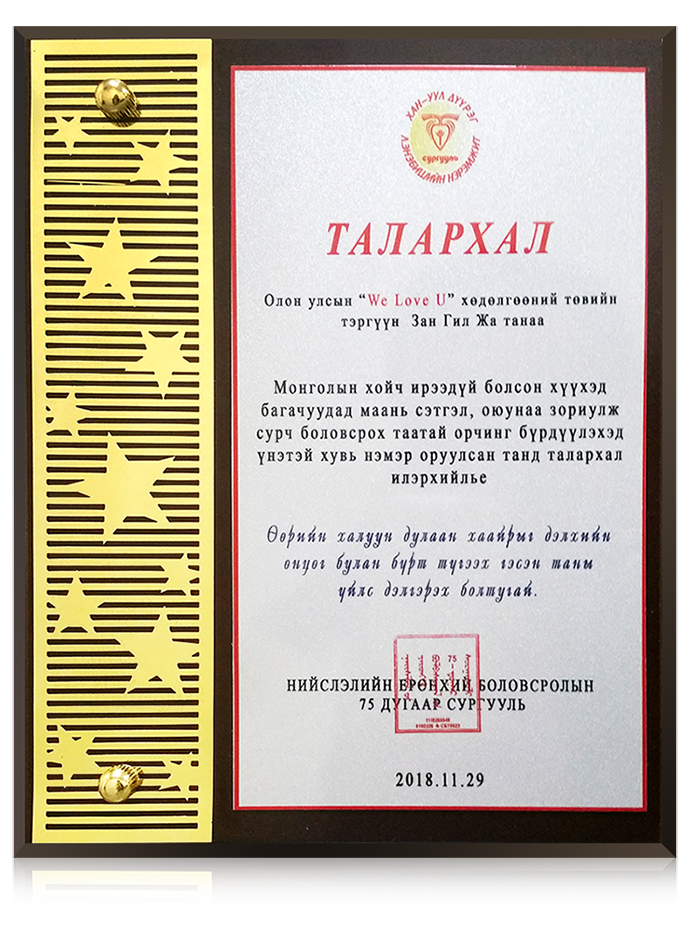 ХАН-УУЛ ДҮҮРЭГ
сургууль
Л.ЭНЭБИШИЙН НЭРЭМЖИТ
ТАЛАРХАЛ
Олон улсын “We Love U” хөдөлгөөний төвийн
тэргүүн Зан Гил Жа танаа
Монголын хойч ирээдүй болсон хүүхэд
багачуудад маань сэтгэл, оюунаа зориулж
сурч боловсрох таатай орчинг бүрдүүлэхэд
үнэтэй хувь нэмэр оруулсан танд талархал
илэрхийлье
Өөрийн халуун дулаан хаайрыг дэлхийн
өнцөг булан бүрт түгээх гэсэн таны
үйлс дэлгэрэх болтугай.
75
НИЙСЛЭЛИЙН ЕРӨНХИЙ БОЛОВСРОЛЫН
75 ДУГААР СУРГУУЛЬ
2018.11.29